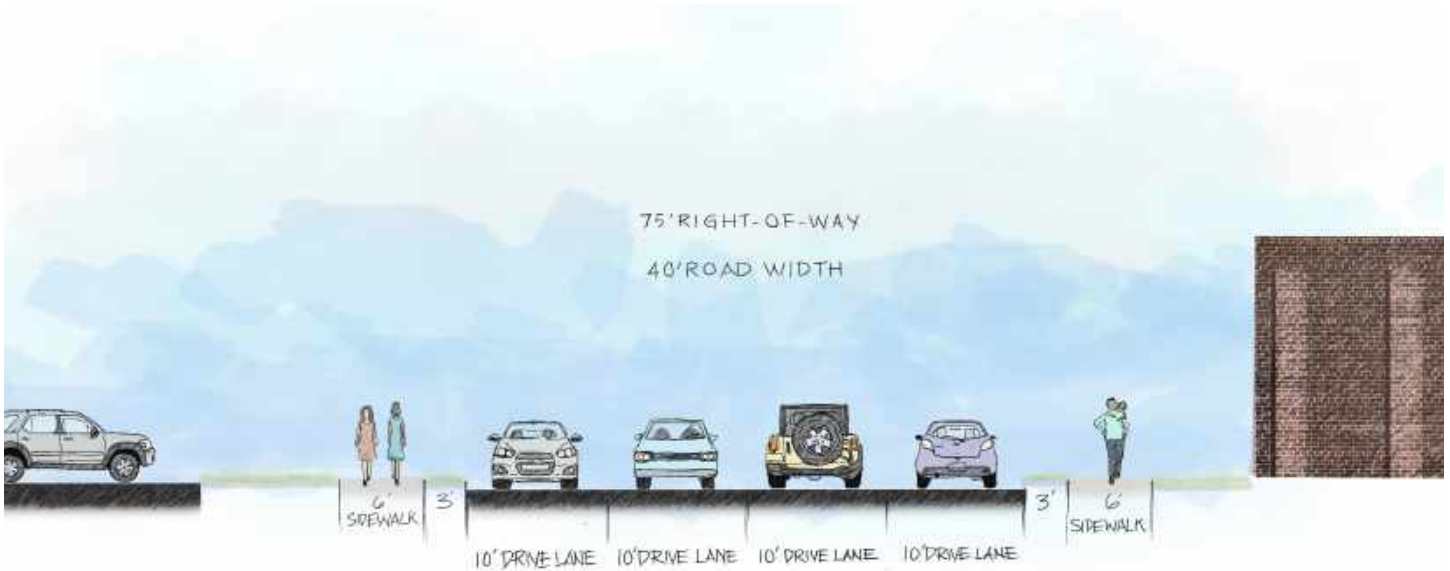 75' RIGHT-OF-WAY
40' ROAD WIDTH
6'
SIDEWALK
3'
10' DRIVE LANE
10' DRIVE LANE
10' DRIVE LANE
10' DRIVE LANE
3'
6'
SIDEWALK